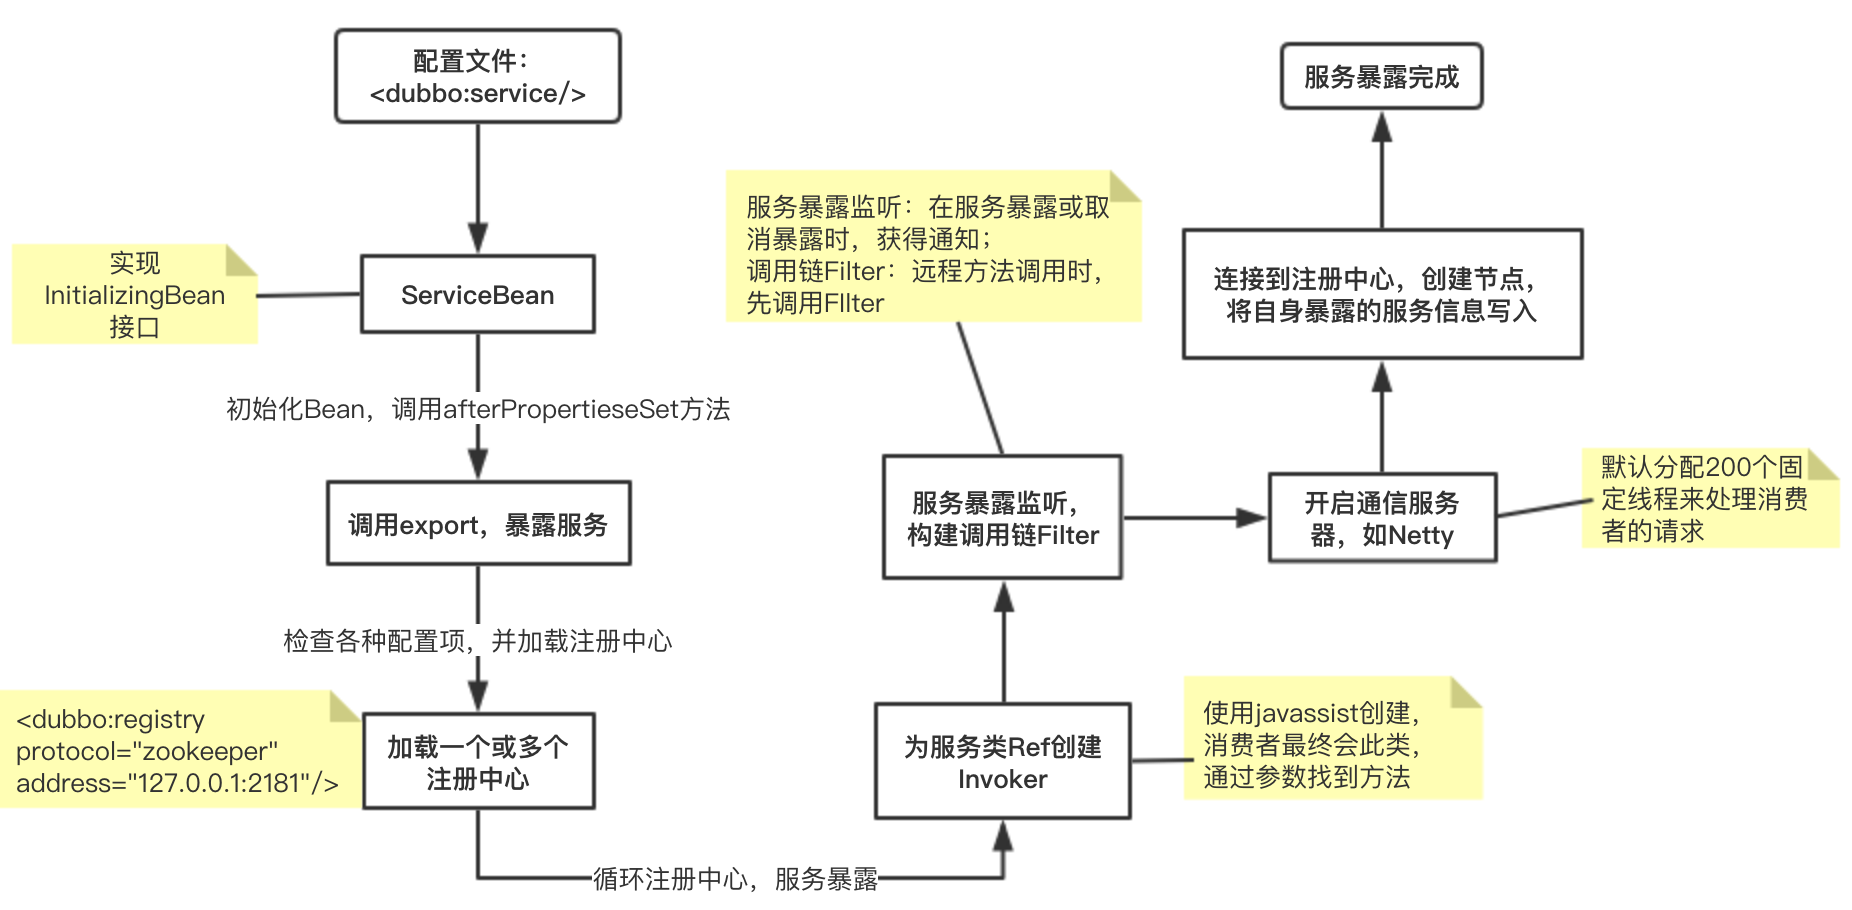 配置文件：
<dubbo:service/>
实现
InitializingBean
接口
ServiceBean
初始化Bean，调用afterPropertieseSet方法
调用export，暴露服务
检查各种配置项，并加载注册中心
<dubbo:registry
protocol="zookeeper"
address="127.0.0.1:2181"/>
加载一个或多个
注册中心
循环注册中心，服务暴露
为服务类Ref创建
Invoker
使用javassist创建，
消费者最终会此类，
通过参数找到方法
服务暴露监听，
构建调用链Filter
服务暴露监听：在服务暴露或取
消暴露时，获得通知；
调用链Filter：远程方法调用时，
先调用FIlter
开启通信服务
器，如Netty
默认分配200个固
定线程来处理消费
者的请求
连接到注册中心，创建节点，
将自身暴露的服务信息写入
服务暴露完成